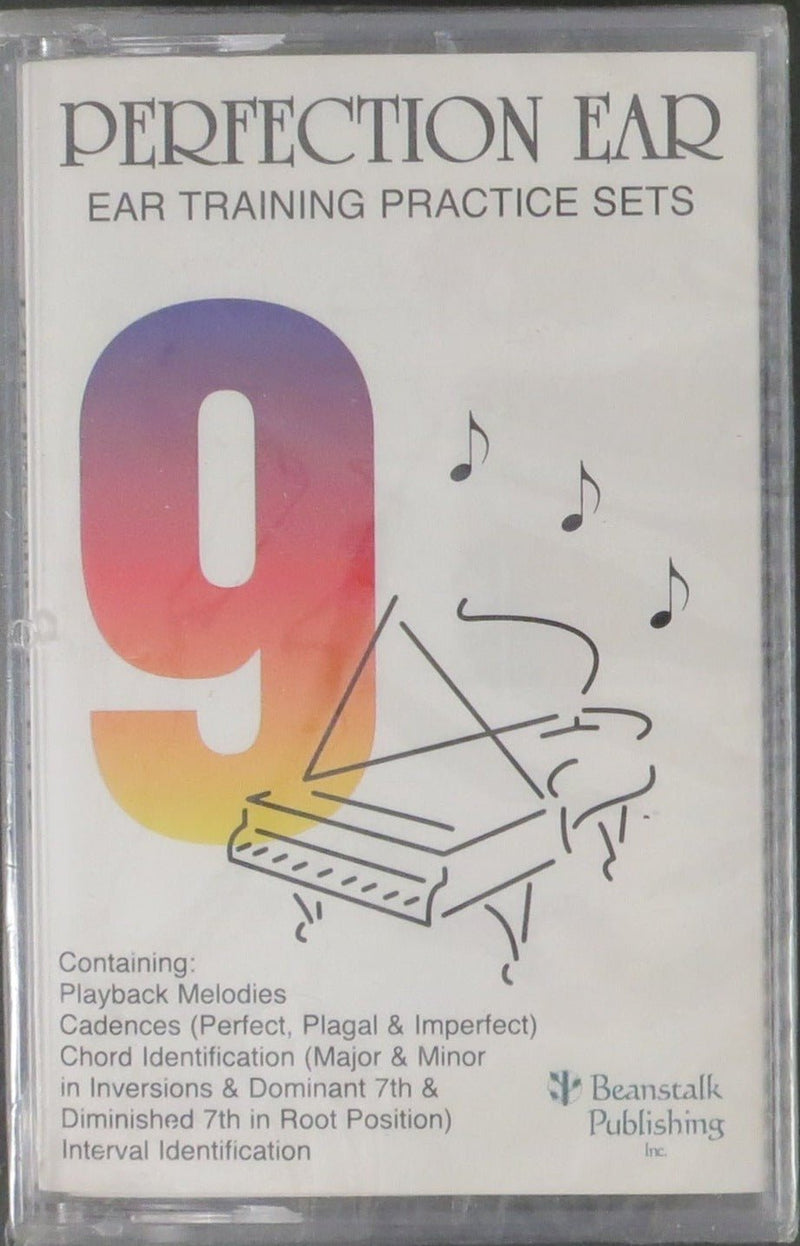 PERFECTION EAR
EAR TRAINING PRACTICE SETS
9
Containing:
Playback Melodies
Cadences (Perfect, Plagal & Imperfect)
Chord Identification (Major & Minor
in Inversions & Dominant 7th &
Diminished 7th in Root Position)
Interval Identification
Beanstalk
Publishing
Inc.